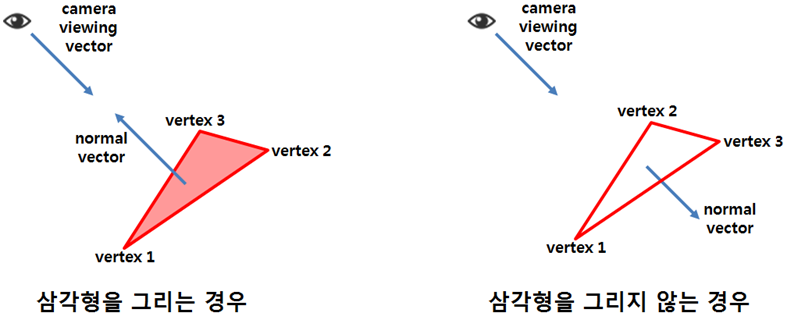 camera
viewing
vector
normal
vector
vertex 3
vertex 2
vertex 1
삼각형을 그리는 경우
camera
viewing
vector
vertex 2
vertex 3
normal
vector
vertex 1
삼각형을 그리지 않는 경우